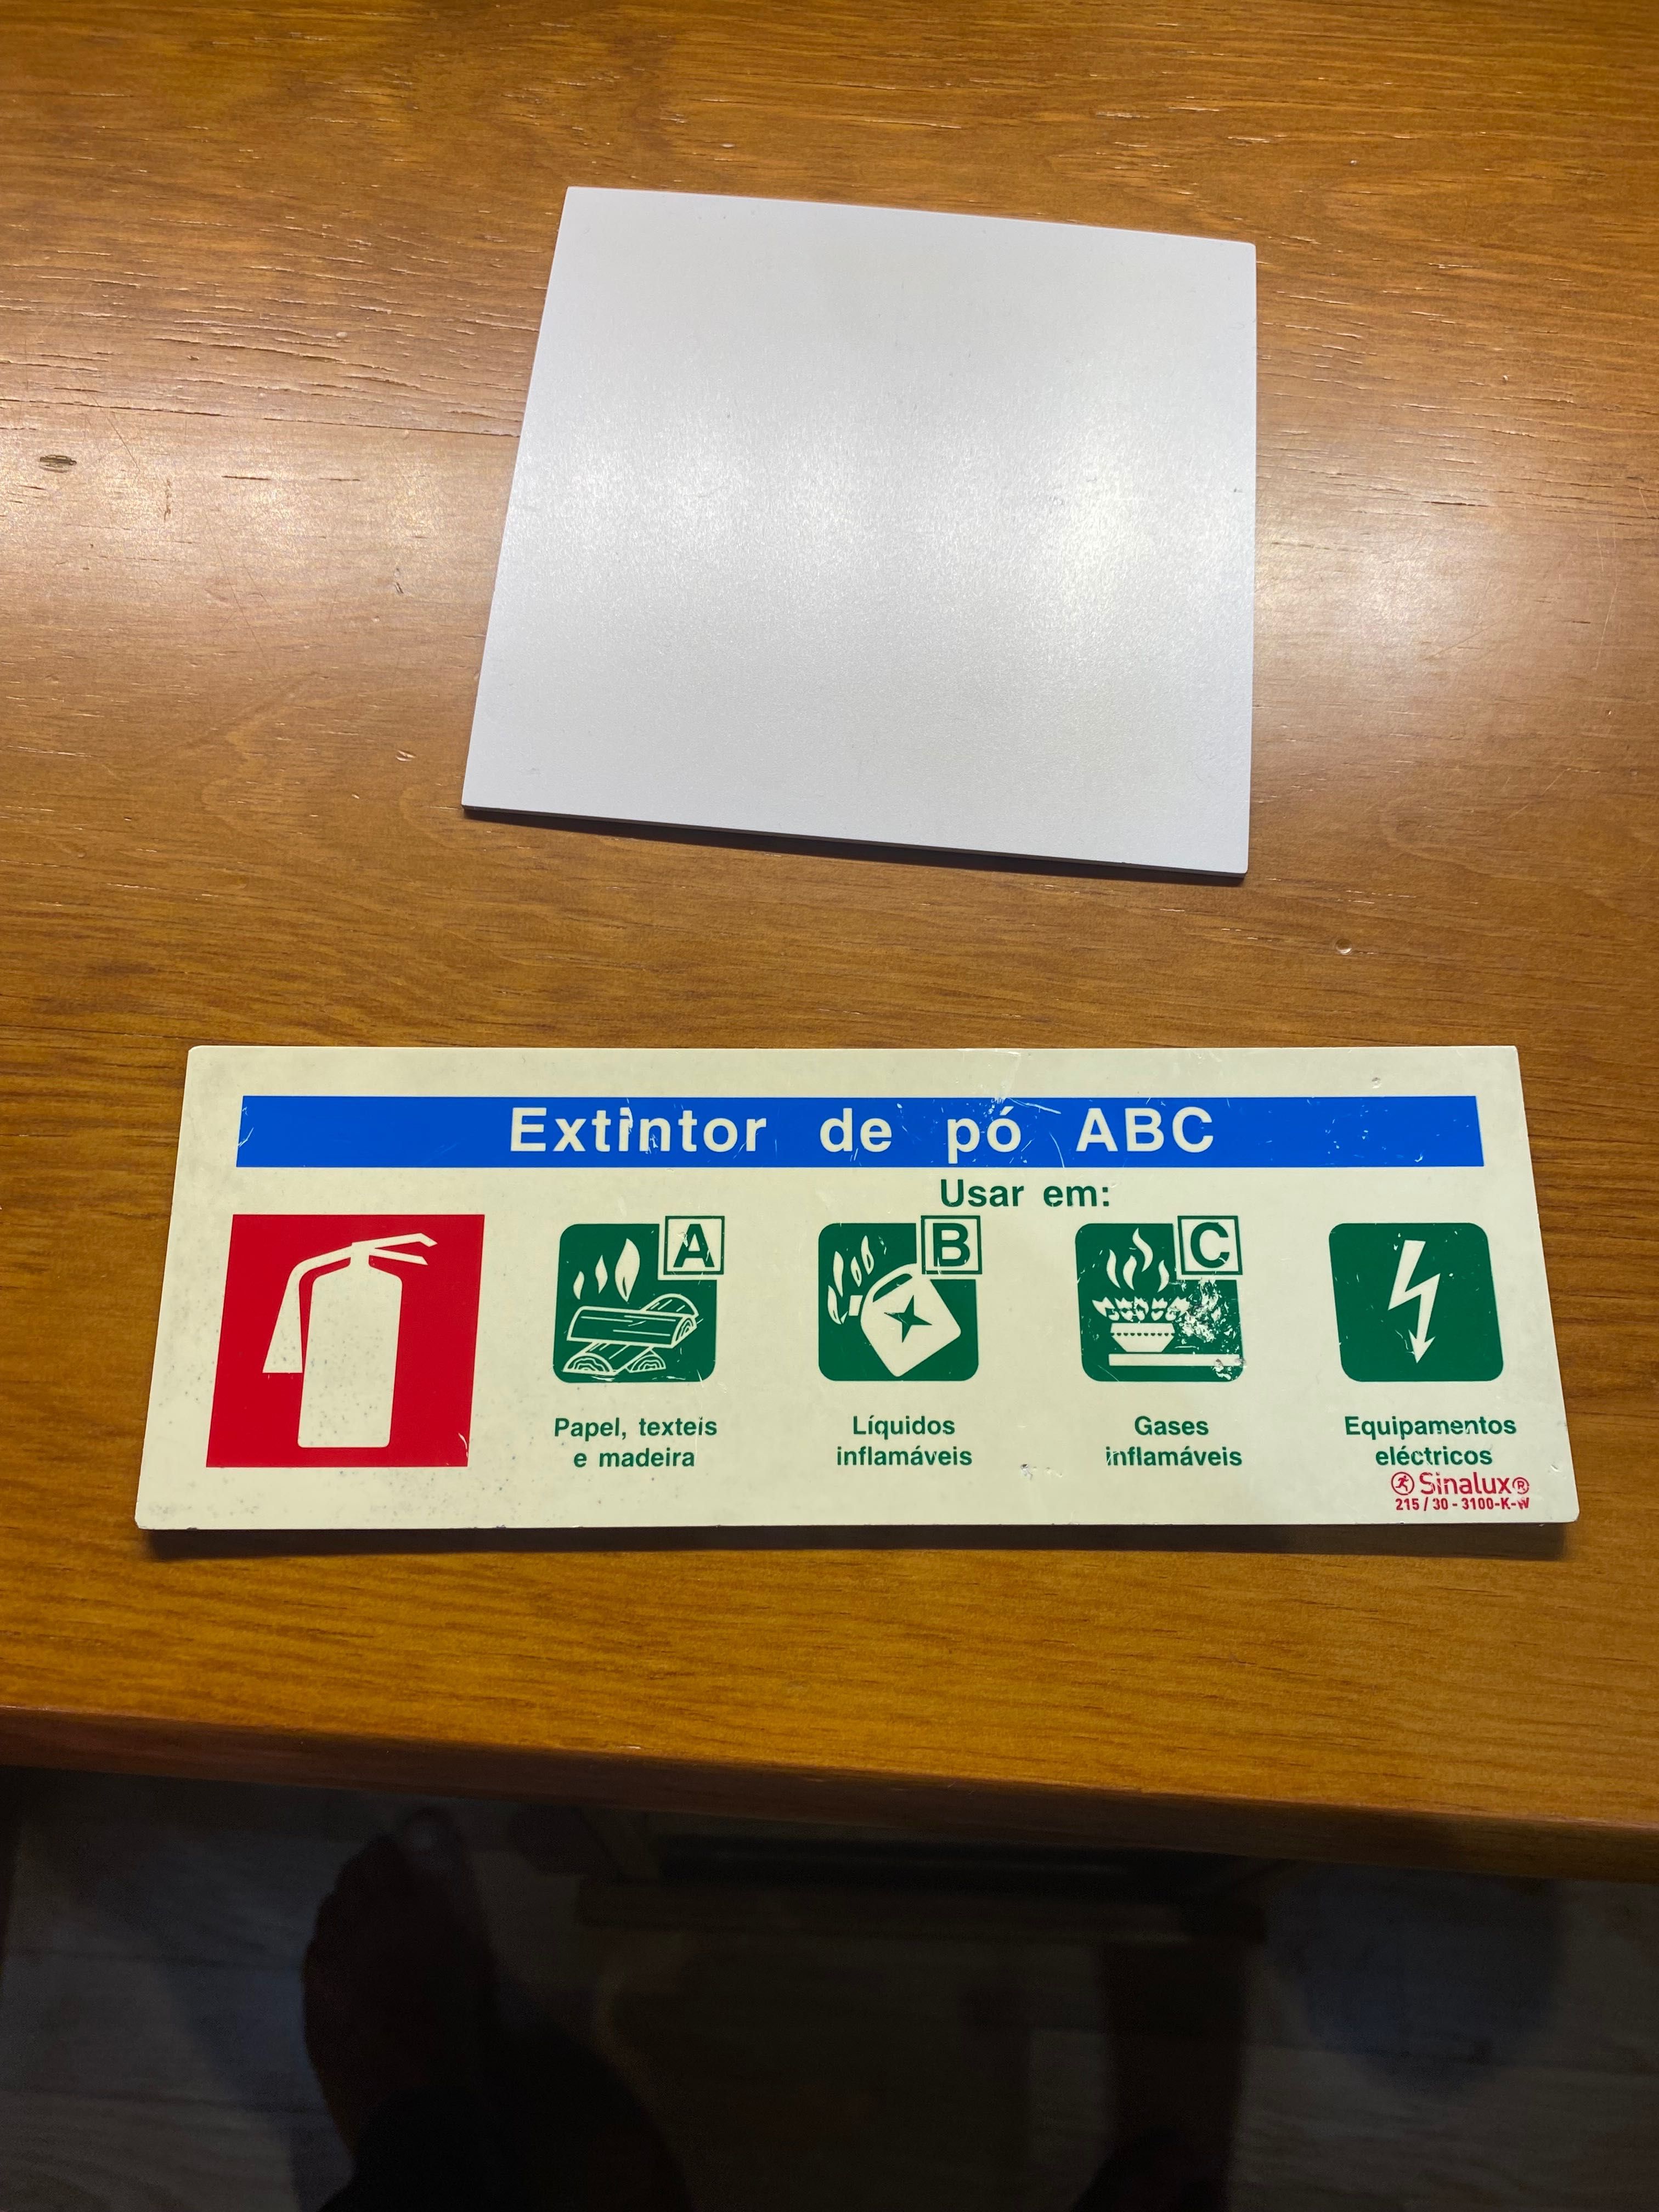 Extintor de pó ABC
Usar em:
A
B
C
Papel, texteis
e madeira
Líquidos
inflamáveis
Gases
inflamáveis
Equipamentos
eléctricos
Sinalux®
215 / 30 - 3100-K-W